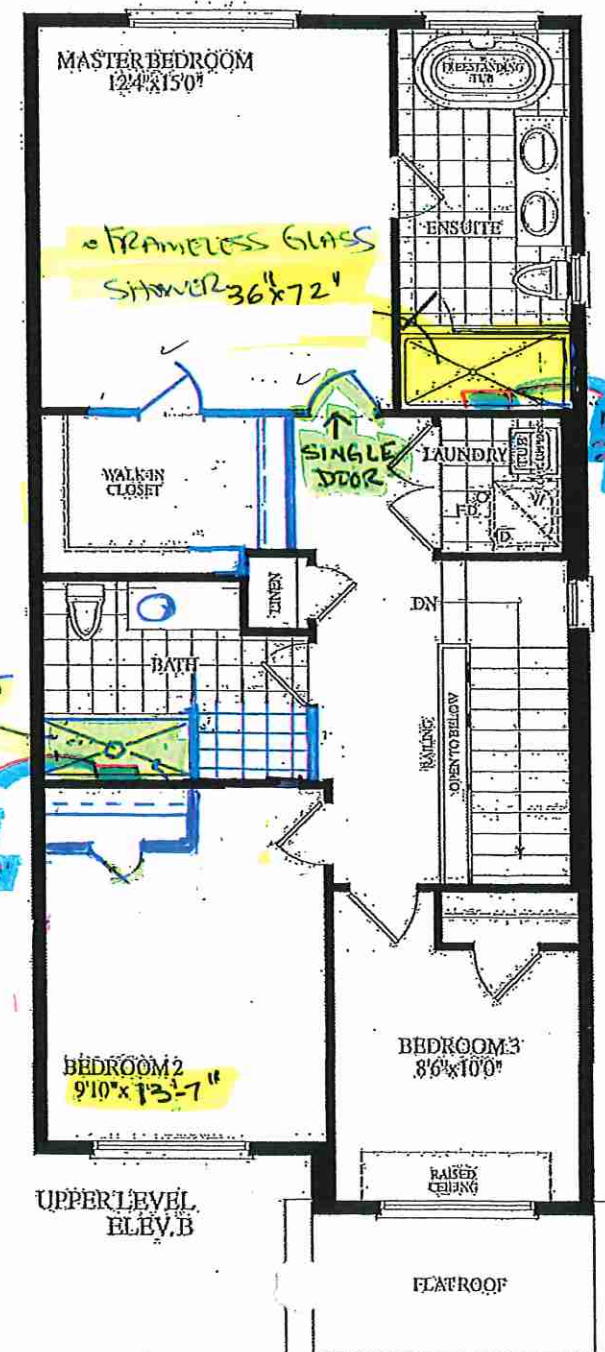 MASTER BEDROOM
12'4"X15'0"
FREESTANDING
TUB
ENSUITE
• FRAMELESS GLASS
SHOWER 36"x72"
SINGLE
DOOR
WALK-IN
CLOSET
LAUNDRY
TUB
W
F.D.
D
LINEN
DN
BATH
RAILING
OPEN TO BELOW
BEDROOM 2
9'10"x 13'-7"
BEDROOM 3
8'6"x10'0"
RAISED
CEILING
UPPER LEVEL
ELEV. B
FLAT ROOF